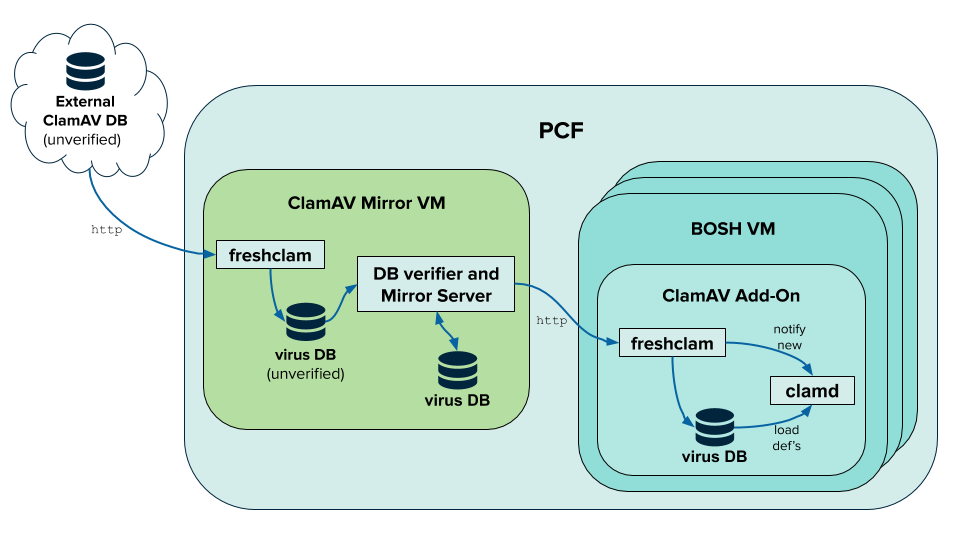 External
ClamAV DB
(unverified)
http
PCF
ClamAV Mirror VM
freshclam
DB verifier and
Mirror Server
virus DB
(unverified)
virus DB
http
BOSH VM
ClamAV Add-On
freshclam
notify
new
clamd
load
def's
virus DB